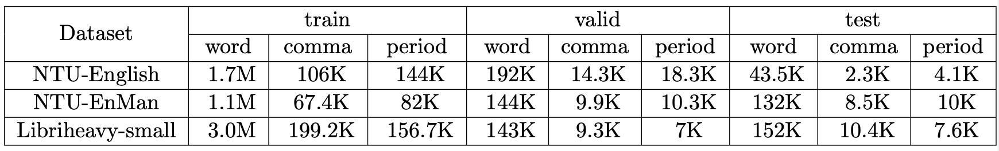 Dataset train valid test
word comma period word comma period word comma period
NTU-English 1.7M 106K 144K 192K 14.3K 18.3K 43.5K 2.3K 4.1K
NTU-EnMan 1.1M 67.4K 82K 144K 9.9K 10.3K 132K 8.5K 10K
Libriheavy-small 3.0M 199.2K 156.7K 143K 9.3K 7K 152K 10.4K 7.6K